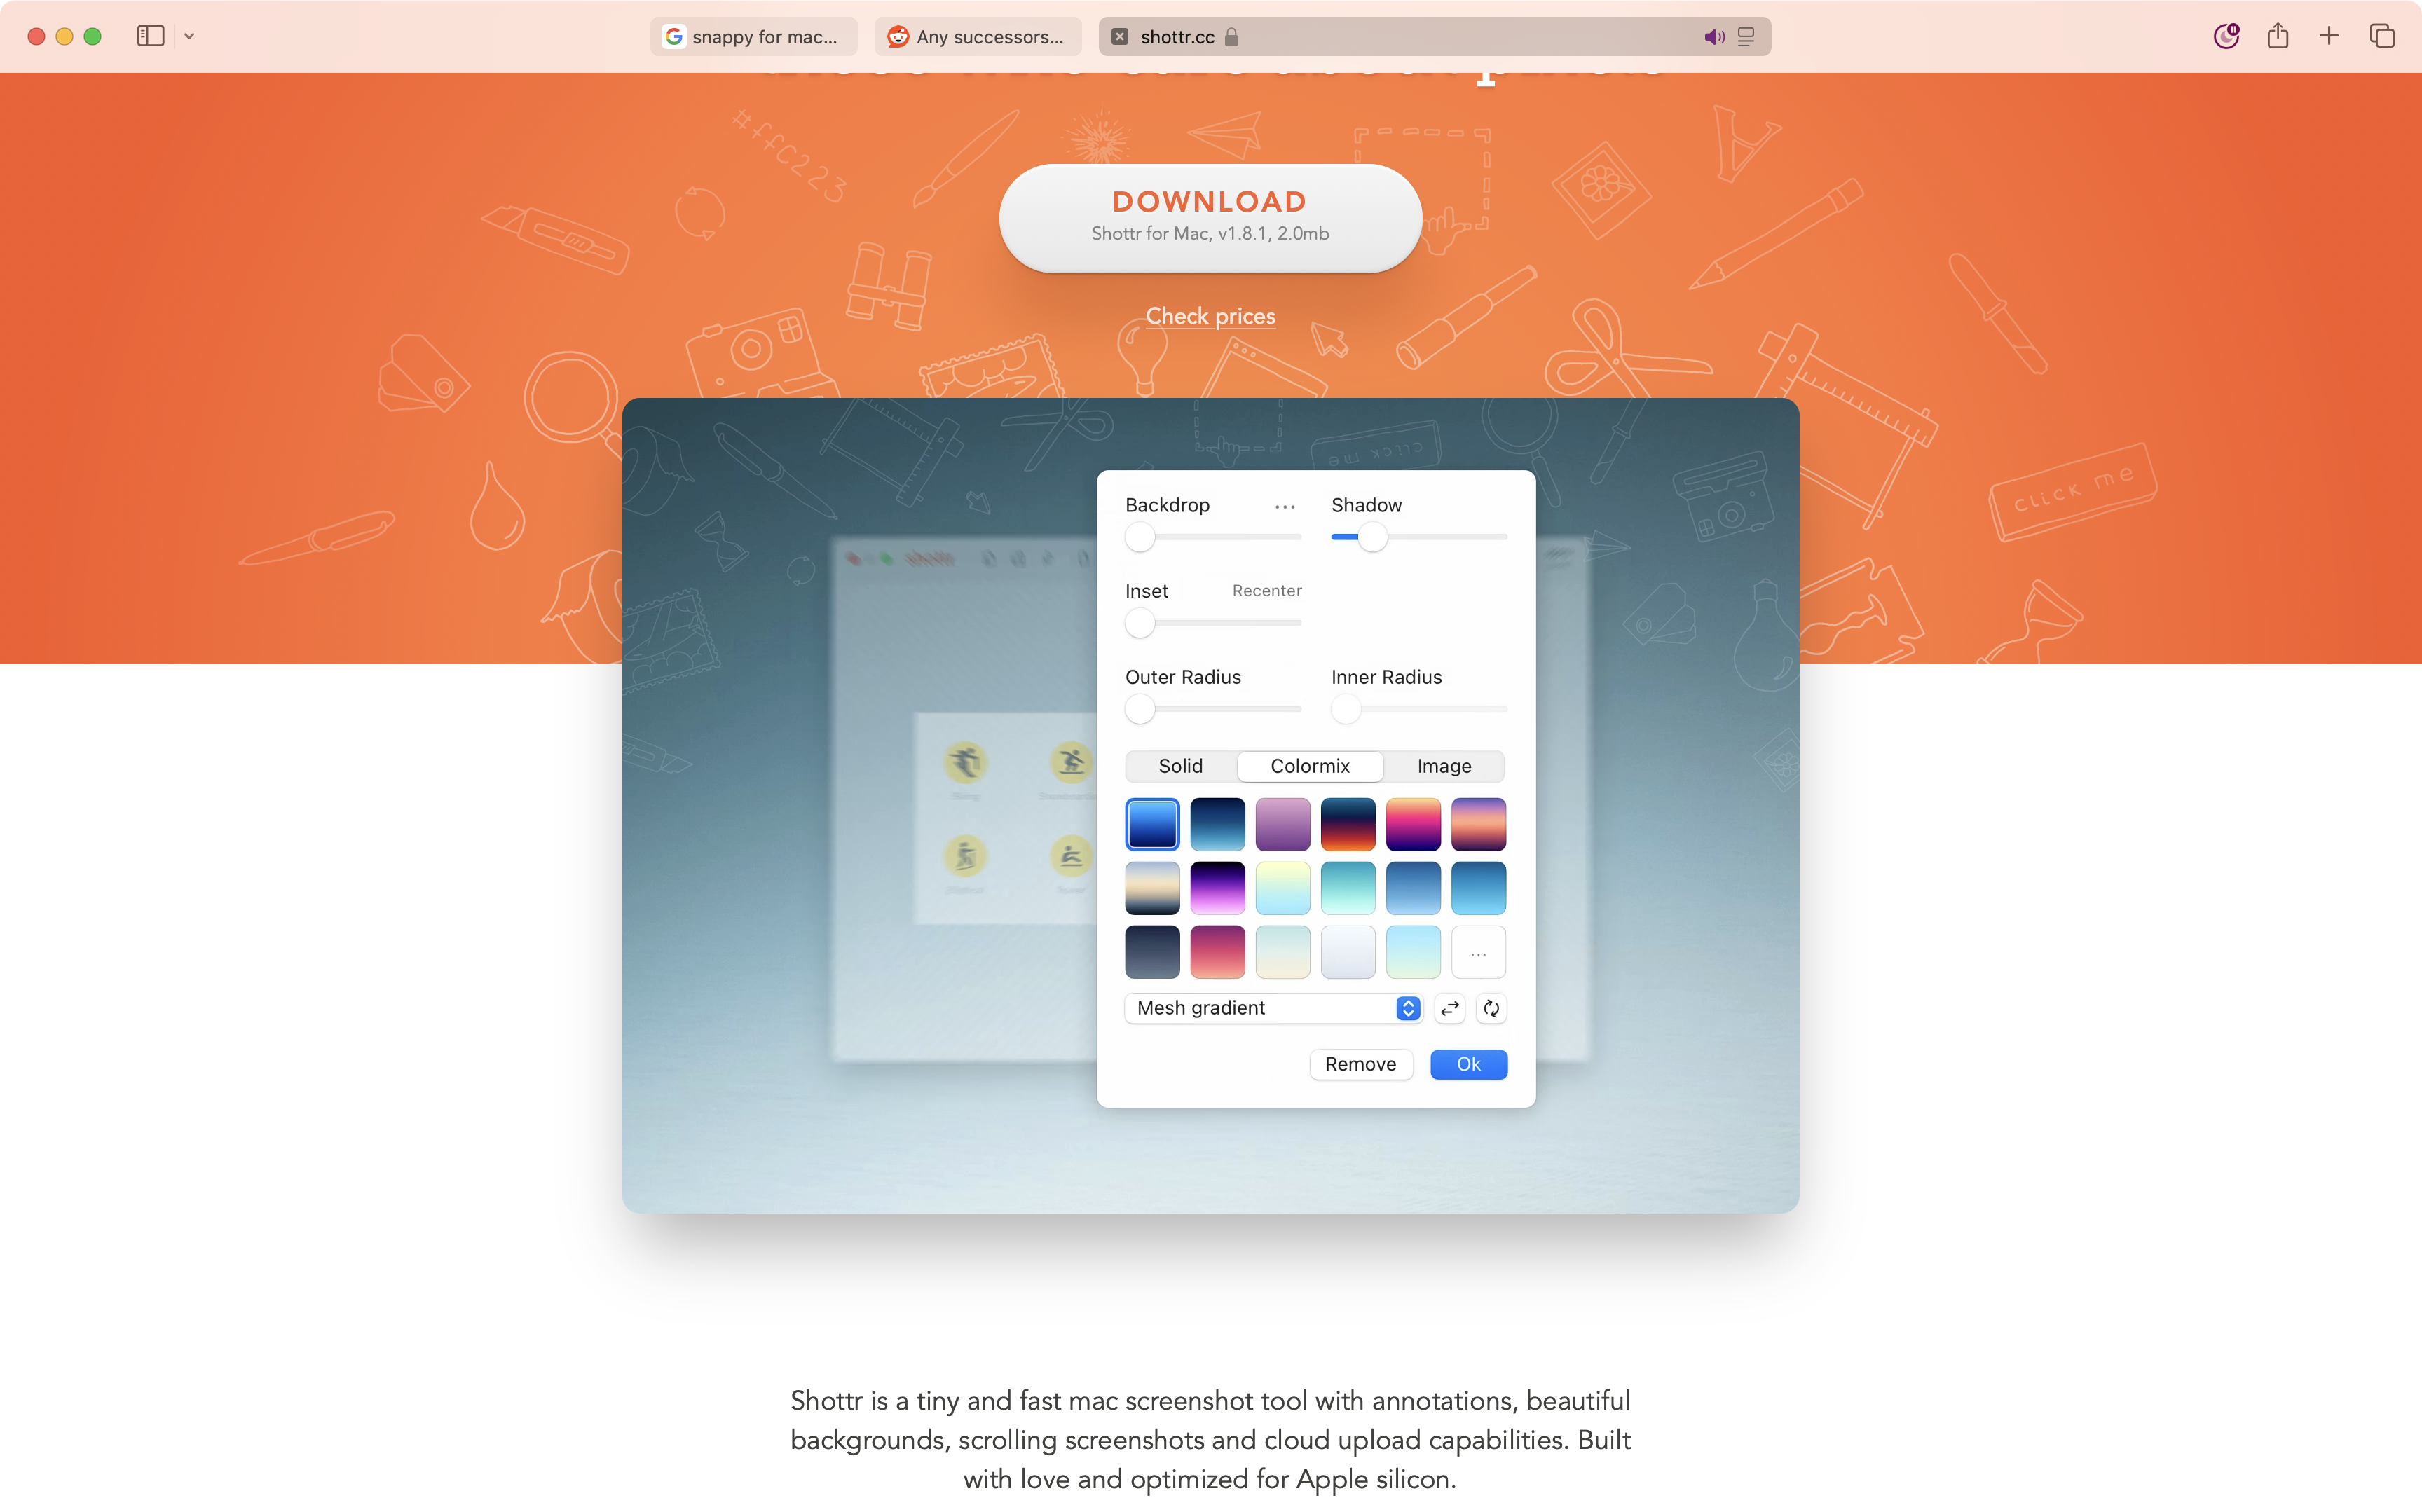 snappy for mac...
Any successors...
shottr.cc
#ffc223
A
DOWNLOAD
Shottr for Mac, v1.8.1, 2.0mb
Check prices
click me
click me
Backdrop ... Shadow
Shottr
Inset Recenter
Outer Radius Inner Radius
Solid Colormix Image
...
Mesh gradient
Remove Ok
Shottr is a tiny and fast mac screenshot tool with annotations, beautiful
backgrounds, scrolling screenshots and cloud upload capabilities. Built
with love and optimized for Apple silicon.